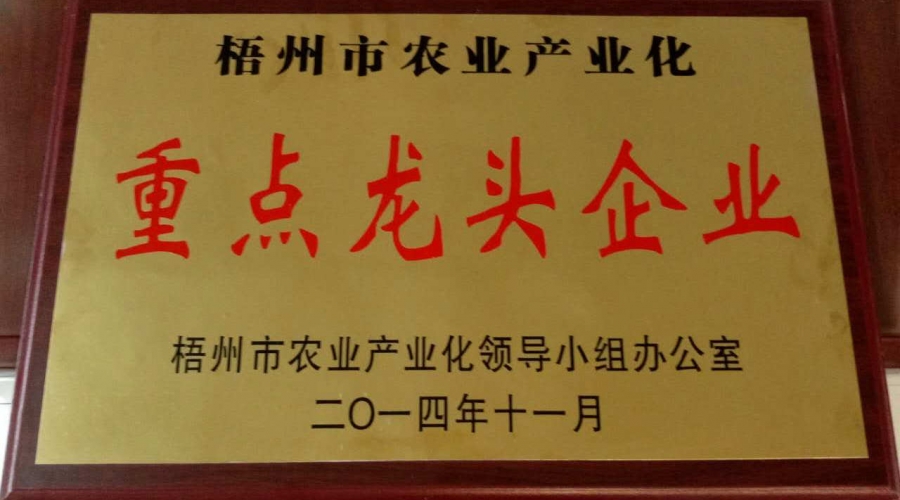 梧州市农业产业化
重点龙头企业
梧州市农业产业化领导小组办公室
二〇一四年十一月